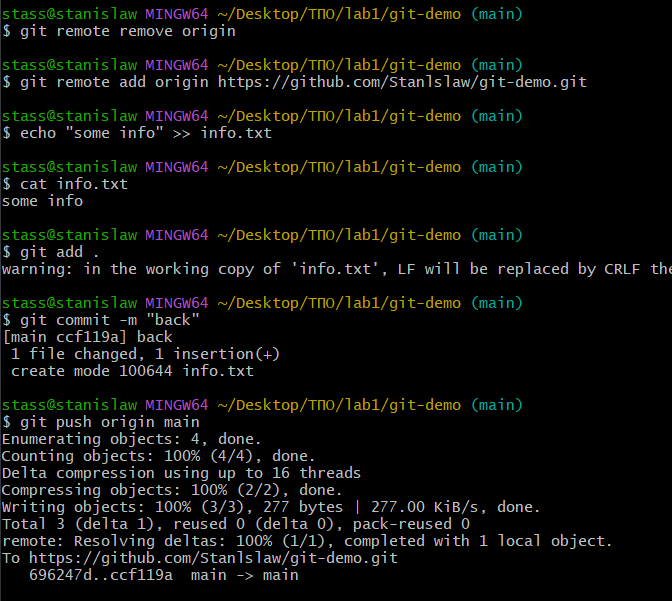 stass@stanislaw MINGW64 ~/Desktop/ТПО/lab1/git-demo (main)
$ git remote remove origin
stass@stanislaw MINGW64 ~/Desktop/ТПО/lab1/git-demo (main)
$ git remote add origin https://github.com/Stanlslaw/git-demo.git
stass@stanislaw MINGW64 ~/Desktop/ТПО/lab1/git-demo (main)
$ echo "some info" >> info.txt
stass@stanislaw MINGW64 ~/Desktop/ТПО/lab1/git-demo (main)
$ cat info.txt
some info
stass@stanislaw MINGW64 ~/Desktop/ТПО/lab1/git-demo (main)
$ git add .
warning: in the working copy of 'info.txt', LF will be replaced by CRLF the
stass@stanislaw MINGW64 ~/Desktop/ТПО/lab1/git-demo (main)
$ git commit -m "back"
[main ccf119a] back
 1 file changed, 1 insertion(+)
 create mode 100644 info.txt
stass@stanislaw MINGW64 ~/Desktop/ТПО/lab1/git-demo (main)
$ git push origin main
Enumerating objects: 4, done.
Counting objects: 100% (4/4), done.
Delta compression using up to 16 threads
Compressing objects: 100% (2/2), done.
Writing objects: 100% (3/3), 277 bytes | 277.00 KiB/s, done.
Total 3 (delta 1), reused 0 (delta 0), pack-reused 0
remote: Resolving deltas: 100% (1/1), completed with 1 local object.
To https://github.com/Stanlslaw/git-demo.git
   696247d..ccf119a  main -> main